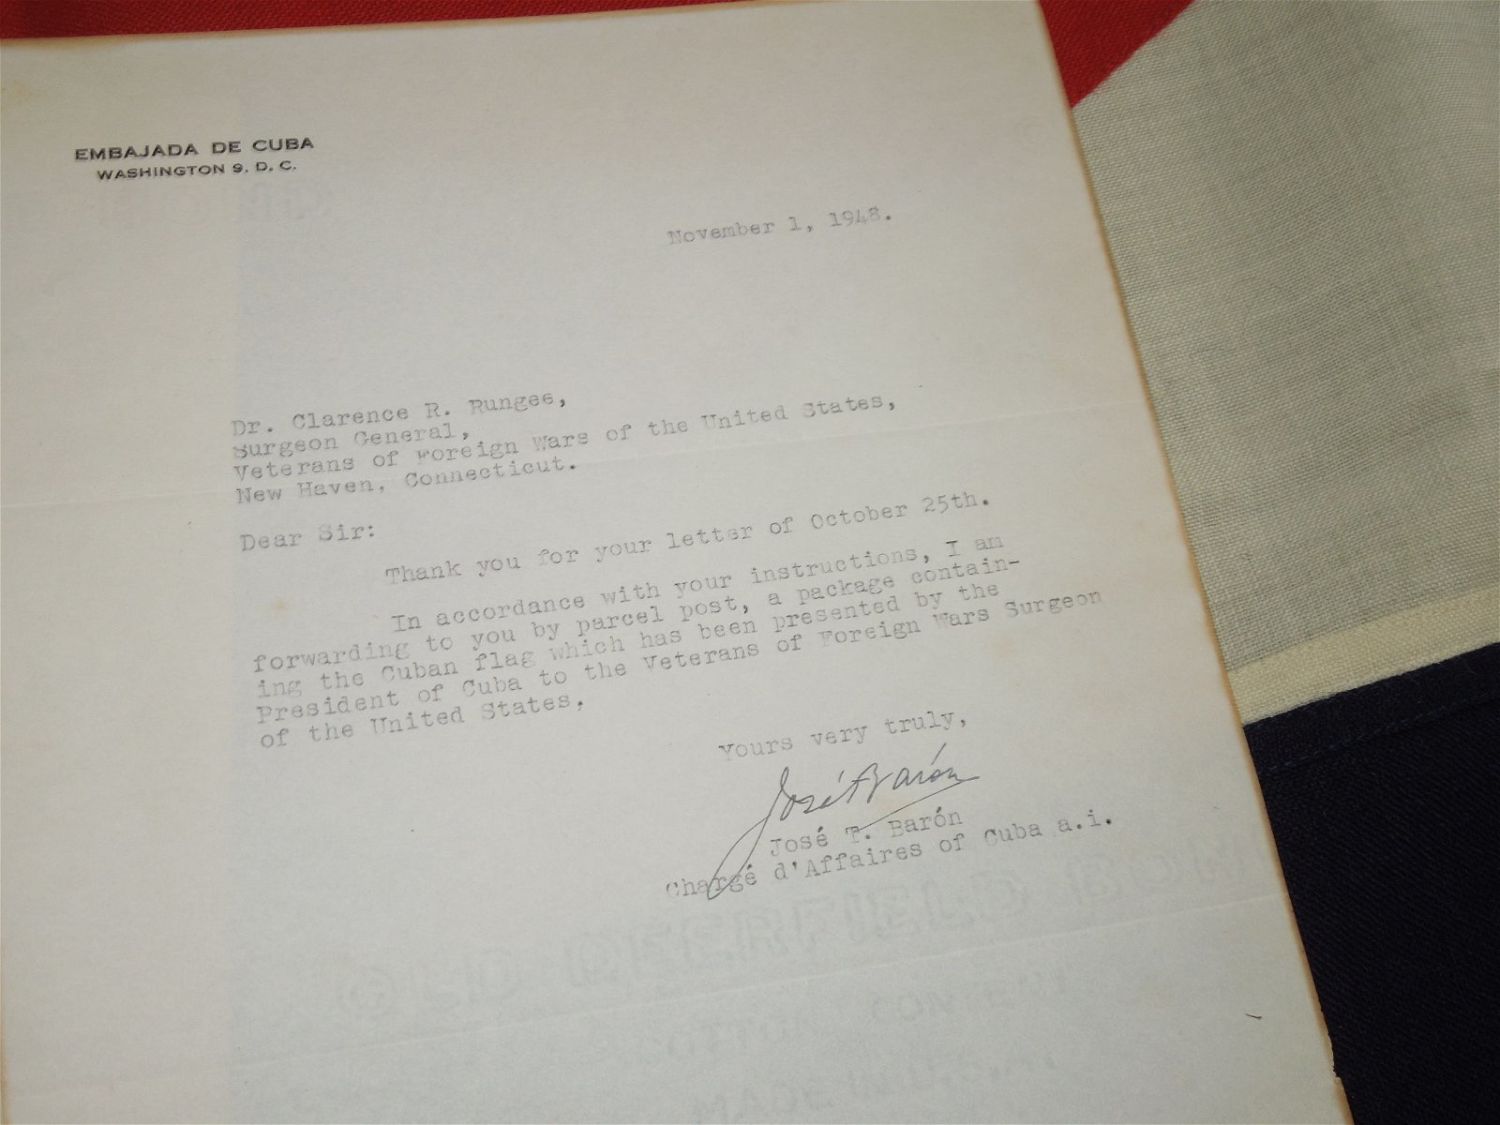 EMBAJADA DE CUBA
WASHINGTON 9, D. C.
November 1, 1948.
Dr. Clarence R. Rungee,
Surgeon General,
Veterans of Foreign Wars of the United States,
New Haven, Connecticut.
Dear Sir:
Thank you for your letter of October 25th.
In accordance with your instructions, I am
forwarding to you by parcel post, a package contain-
ing the Cuban flag which has been presented by the
President of Cuba to the Veterans of Foreign Wars Surgeon
of the United States.
Yours very truly,
José T. Barón
José T. Barón
Chargé d'Affaires of Cuba a.i.